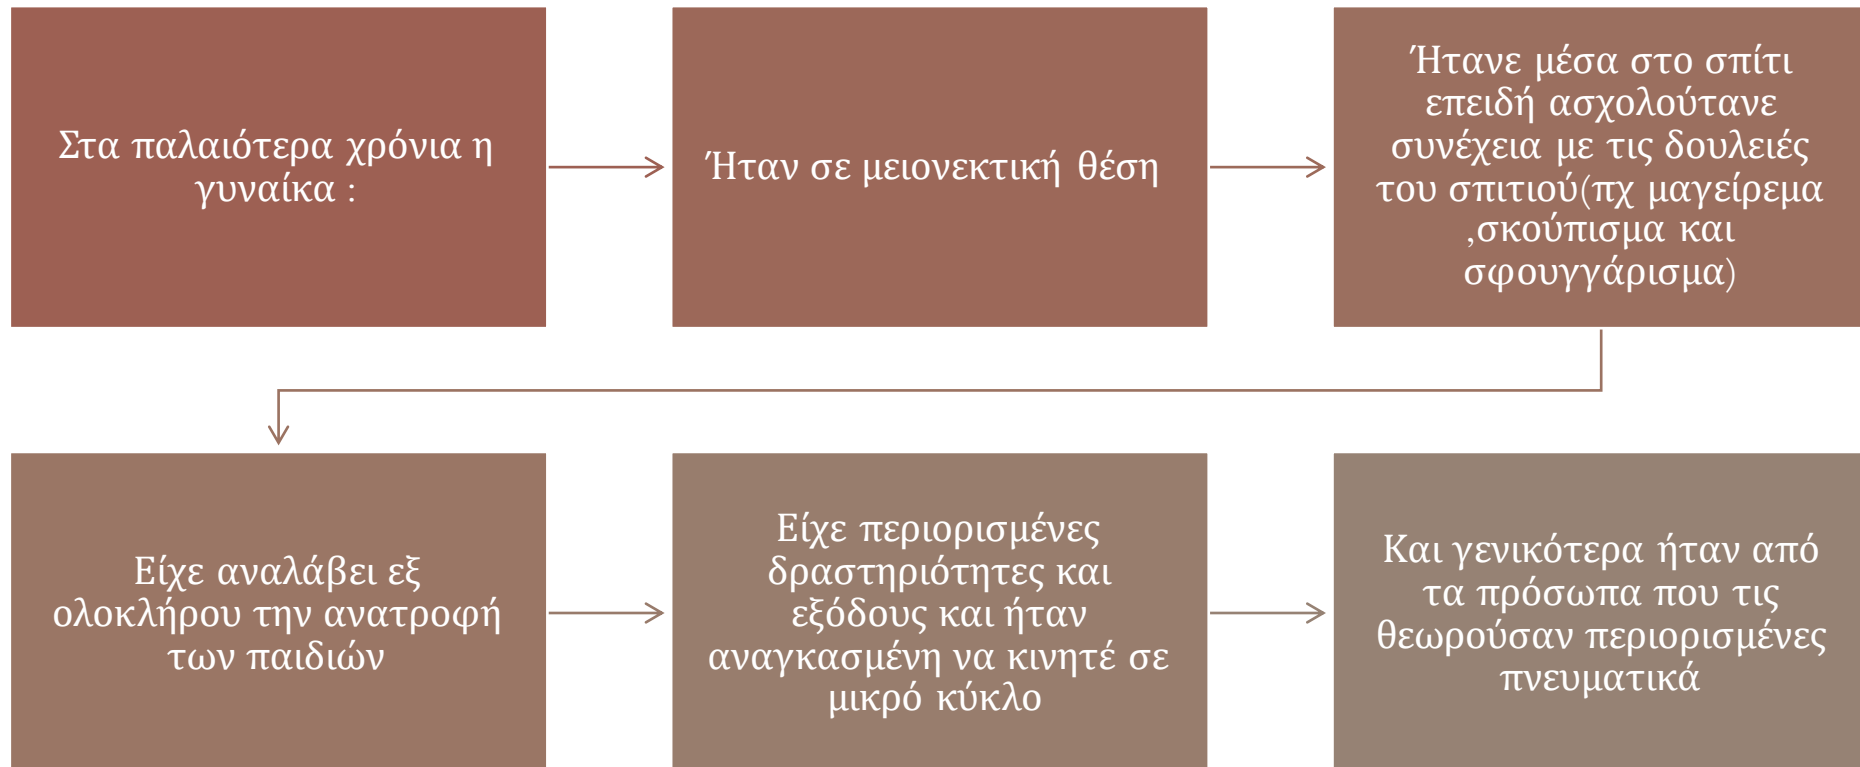 Στα παλαιότερα χρόνια η
γυναίκα :
Ήταν σε μειονεκτική θέση
Ήτανε μέσα στο σπίτι
επειδή ασχολούτανε
συνέχεια με τις δουλειές
του σπιτιού(πχ μαγείρεμα
,σκούπισμα και
σφουγγάρισμα)
Είχε αναλάβει εξ
ολοκλήρου την ανατροφή
των παιδιών
Είχε περιορισμένες
δραστηριότητες και
εξόδους και ήταν
αναγκασμένη να κινητέ σε
μικρό κύκλο
Και γενικότερα ήταν από
τα πρόσωπα που τις
θεωρούσαν περιορισμένες
πνευματικά